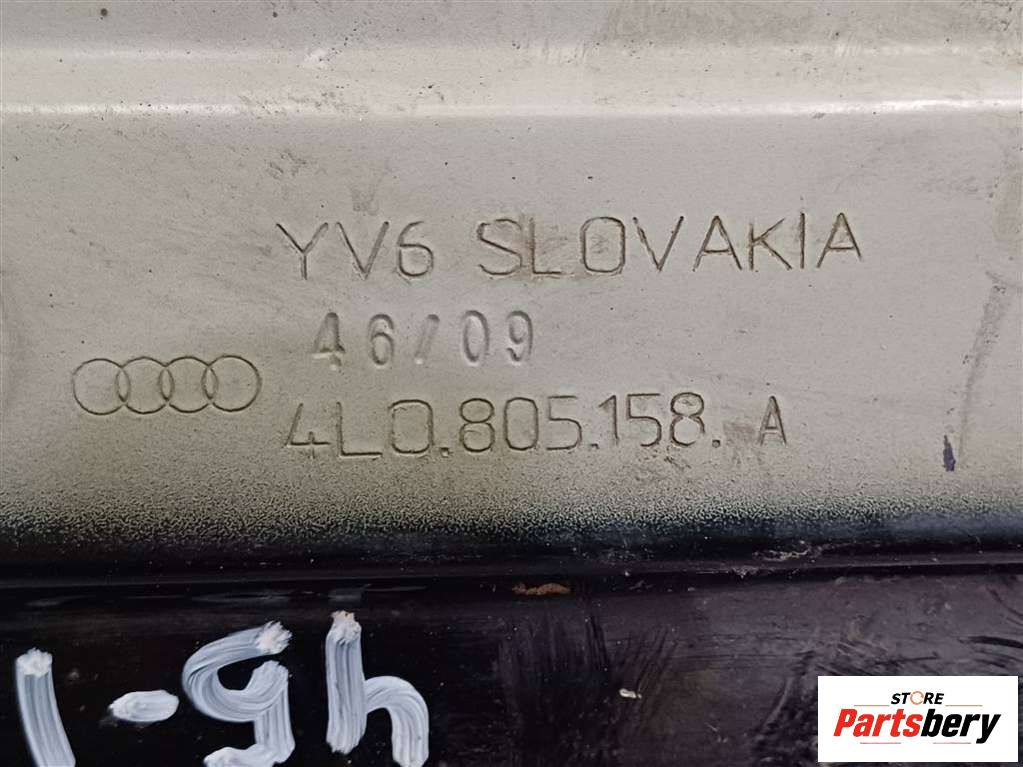 YV6 SLOVAKIA
46/09
4L0.805.158. A
STORE
Partsbery